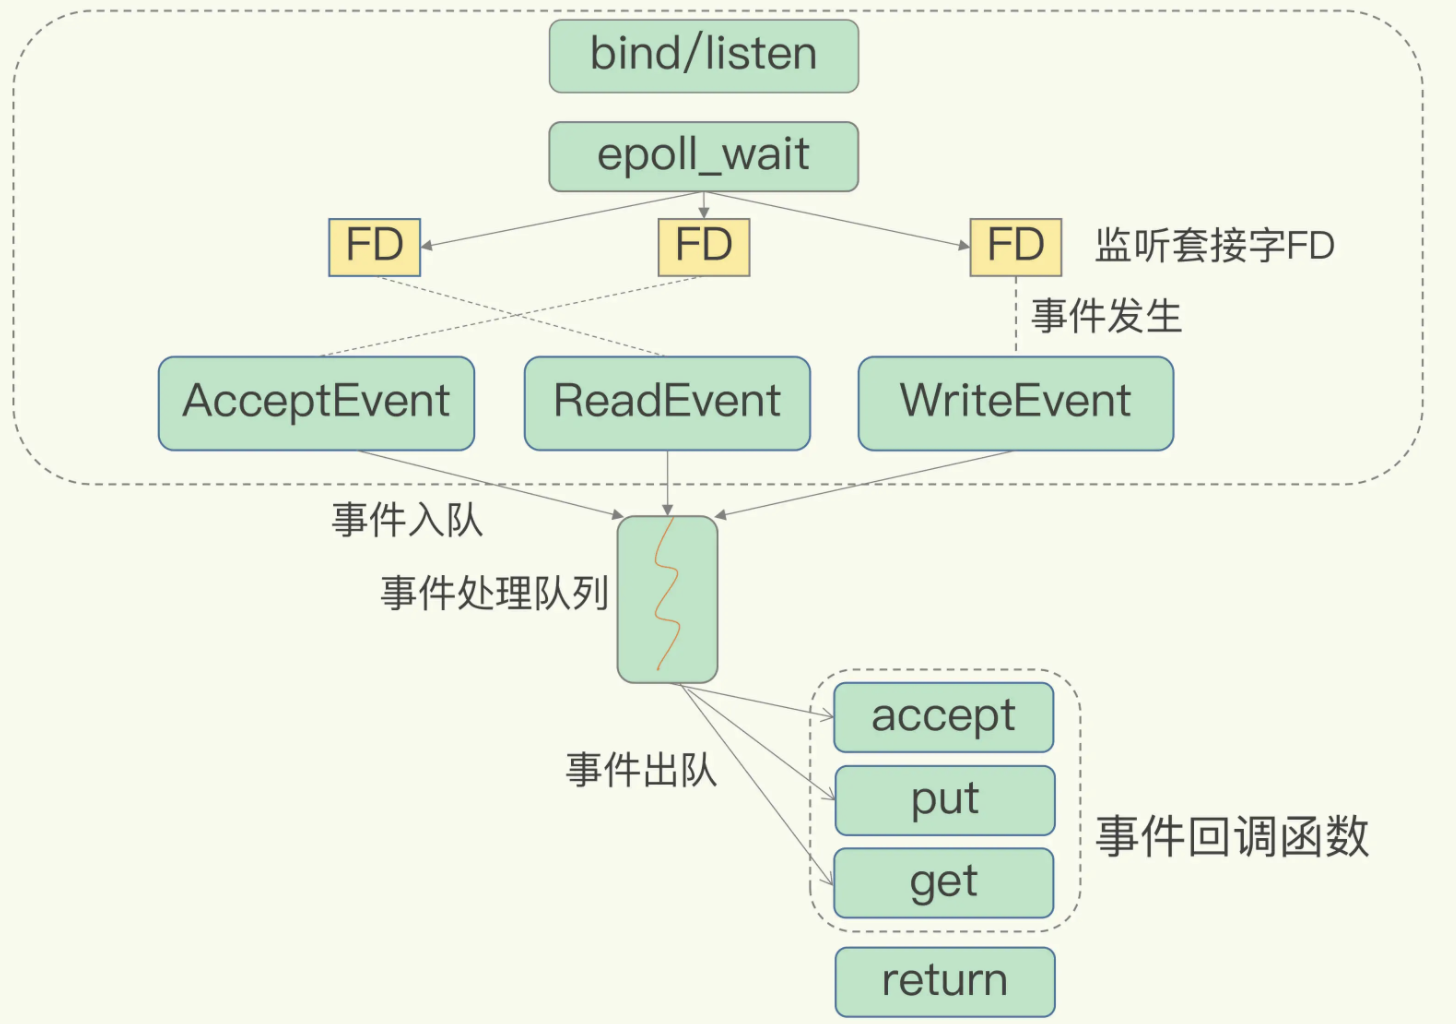 bind/listen
epoll_wait
FD
FD
FD
监听套接字FD
事件发生
AcceptEvent
ReadEvent
WriteEvent
事件入队
事件处理队列
事件出队
accept
put
get
事件回调函数
return